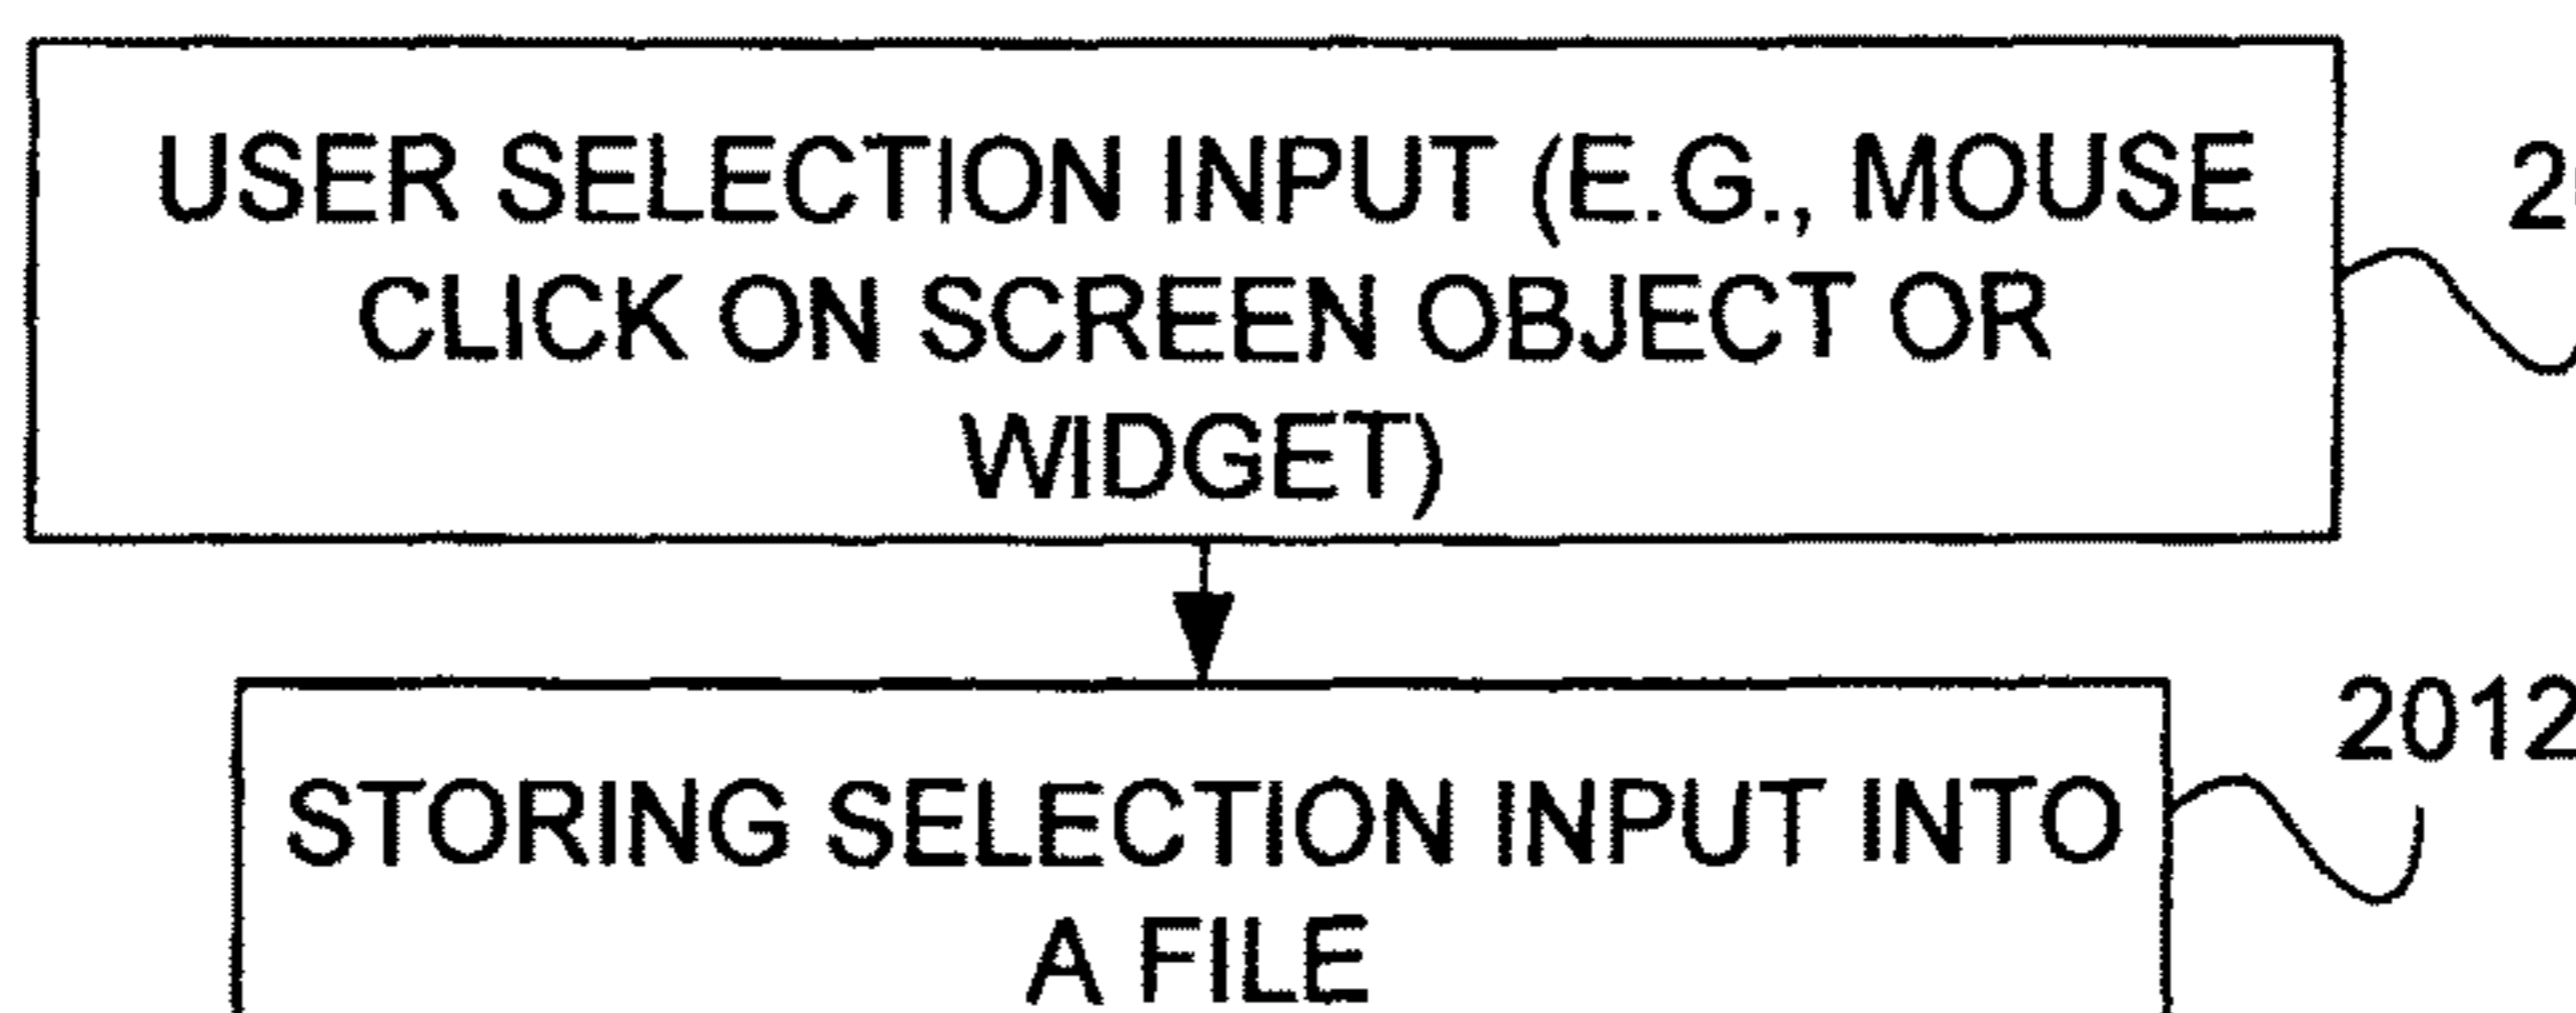 USER SELECTION INPUT (E.G., MOUSE
CLICK ON SCREEN OBJECT OR
WIDGET)
2012
STORING SELECTION INPUT INTO
A FILE